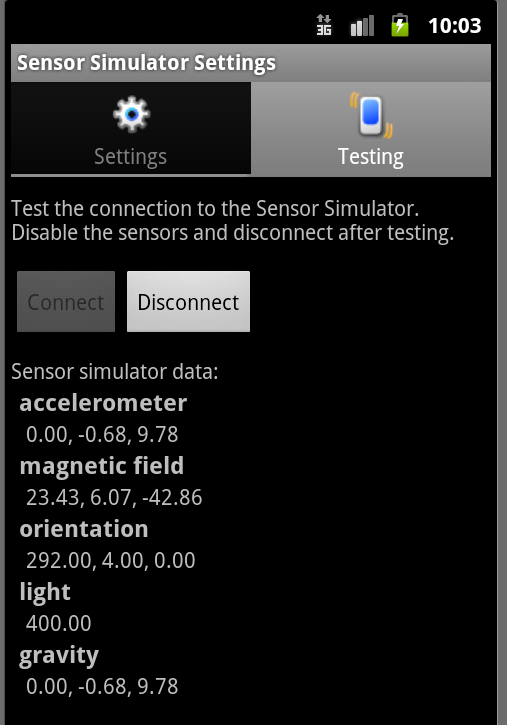 3G 10:03
Sensor Simulator Settings
Settings
Testing
Test the connection to the Sensor Simulator.
Disable the sensors and disconnect after testing.
Connect Disconnect
Sensor simulator data:
accelerometer
0.00, -0.68, 9.78
magnetic field
23.43, 6.07, -42.86
orientation
292.00, 4.00, 0.00
light
400.00
gravity
0.00, -0.68, 9.78